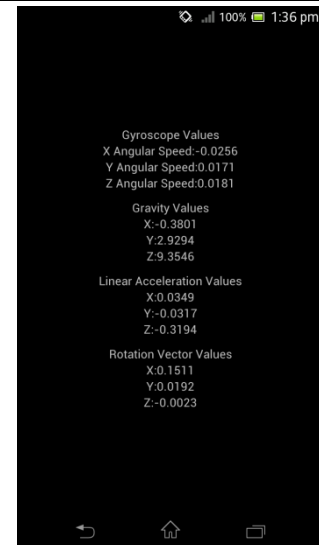 100% 1:36 pm
Gyroscope Values
X Angular Speed:-0.0256
Y Angular Speed:0.0171
Z Angular Speed:0.0181
Gravity Values
X:-0.3801
Y:2.9294
Z:9.3546
Linear Acceleration Values
X:0.0349
Y:-0.0317
Z:-0.3194
Rotation Vector Values
X:0.1511
Y:0.0192
Z:-0.0023